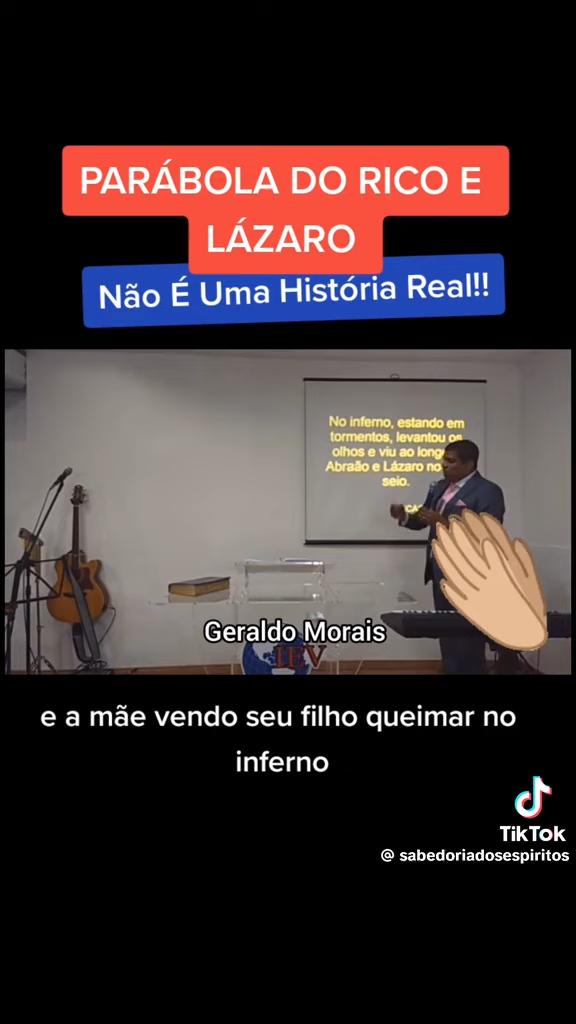 PARÁBOLA DO RICO E
LÁZARO
Não É Uma História Real!!
No inferno, estando em
tormentos, levantou os
olhos e viu ao longe
Abraão e Lázaro no
seio.
Geraldo Morais
IEV
e a mãe vendo seu filho queimar no
inferno
TikTok
@ sabedoriadosespiritos